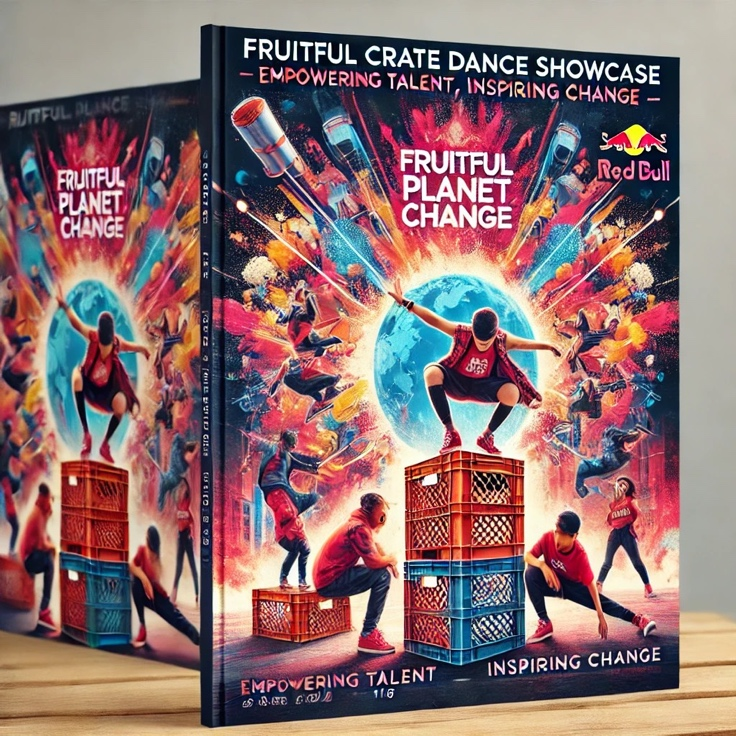 FRUITFUL CRATE DANCE SHOWCASE
— EMPOWERING TALENT, INSPIRING CHANGE —
FRUITFUL
PLANET
CHANGE
Red Bull
EMPOWERING TALENT
INSPIRING CHANGE
116
FRUITFUL
PLANET
CHANGE